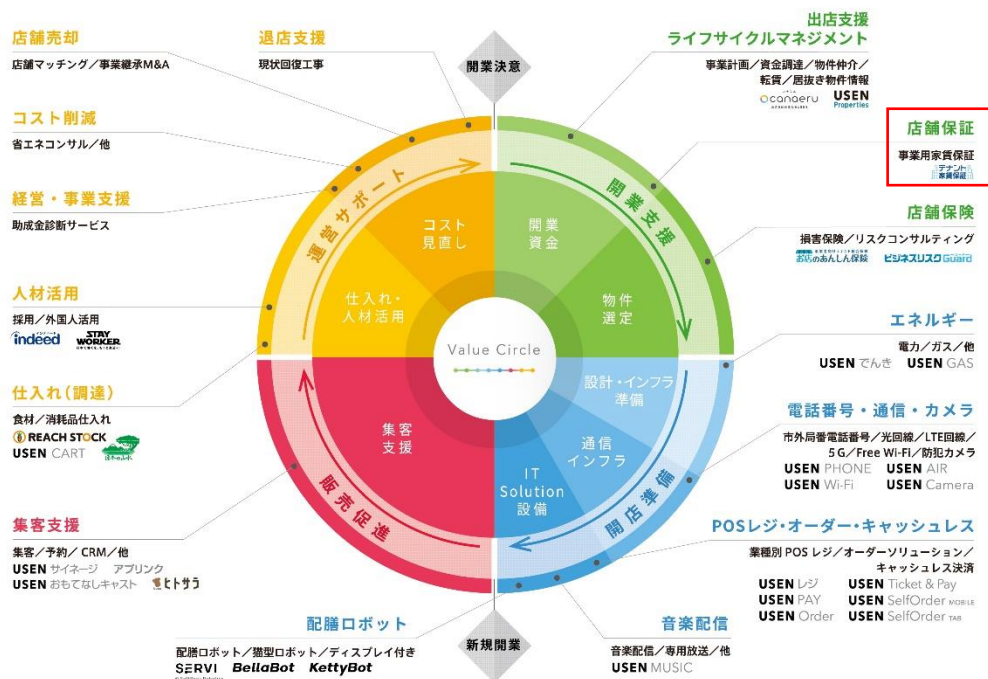 店舗売却
店舗マッチング／事業継承M&A
コスト削減
省エネコンサル／他
経営・事業支援
助成金診断サービス
人材活用
採用／外国人活用
indeed
STAY WORKER
仕入れ(調達)
食材／消耗品仕入れ
REACH STOCK
USEN CART
集客支援
集客／予約／CRM／他
USEN サイネージ アプリンク
USEN おもてなしキャスト ヒトサラ
退店支援
現状回復工事
開業決意
運営サポート
開業支援
コスト
見直し
開業
資金
仕入れ・
人材活用
物件
選定
Value Circle
設計・インフラ
準備
集客
支援
通信
インフラ
IT
Solution
設備
販売促進
開店準備
新規開業
配膳ロボット
配膳ロボット／猫型ロボット／ディスプレイ付き
SERVI BellaBot KettyBot
音楽配信
音楽配信／専用放送／他
USEN MUSIC
出店支援
ライフサイクルマネジメント
事業計画／資金調達／物件仲介／
転貸／居抜き物件情報
canaeru USEN
Properties
店舗保証
事業用家賃保証
テナント
家賃保証
店舗保険
損害保険／リスクコンサルティング
お店のあんしん保険 ビジネスリスクGuard
エネルギー
電力／ガス／他
USEN でんき USEN GAS
電話番号・通信・カメラ
市外局番電話番号／光回線／LTE回線／
5G／Free Wi-Fi／防犯カメラ
USEN PHONE USEN AIR
USEN Wi-Fi USEN Camera
POSレジ・オーダー・キャッシュレス
業種別 POS レジ／オーダーソリューション／
キャッシュレス決済
USEN レジ USEN Ticket & Pay
USEN PAY USEN SelfOrder MOBILE
USEN Order USEN SelfOrder TAB